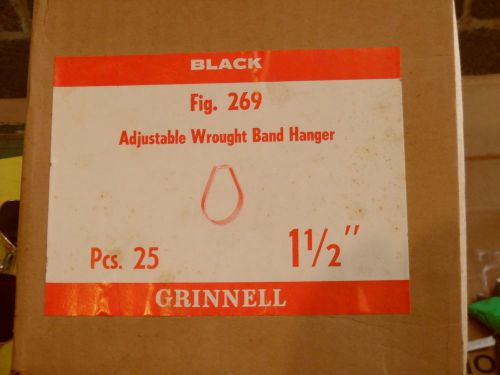 BLACK
Fig. 269
Adjustable Wrought Band Hanger
Pcs. 25
1½"
GRINNELL